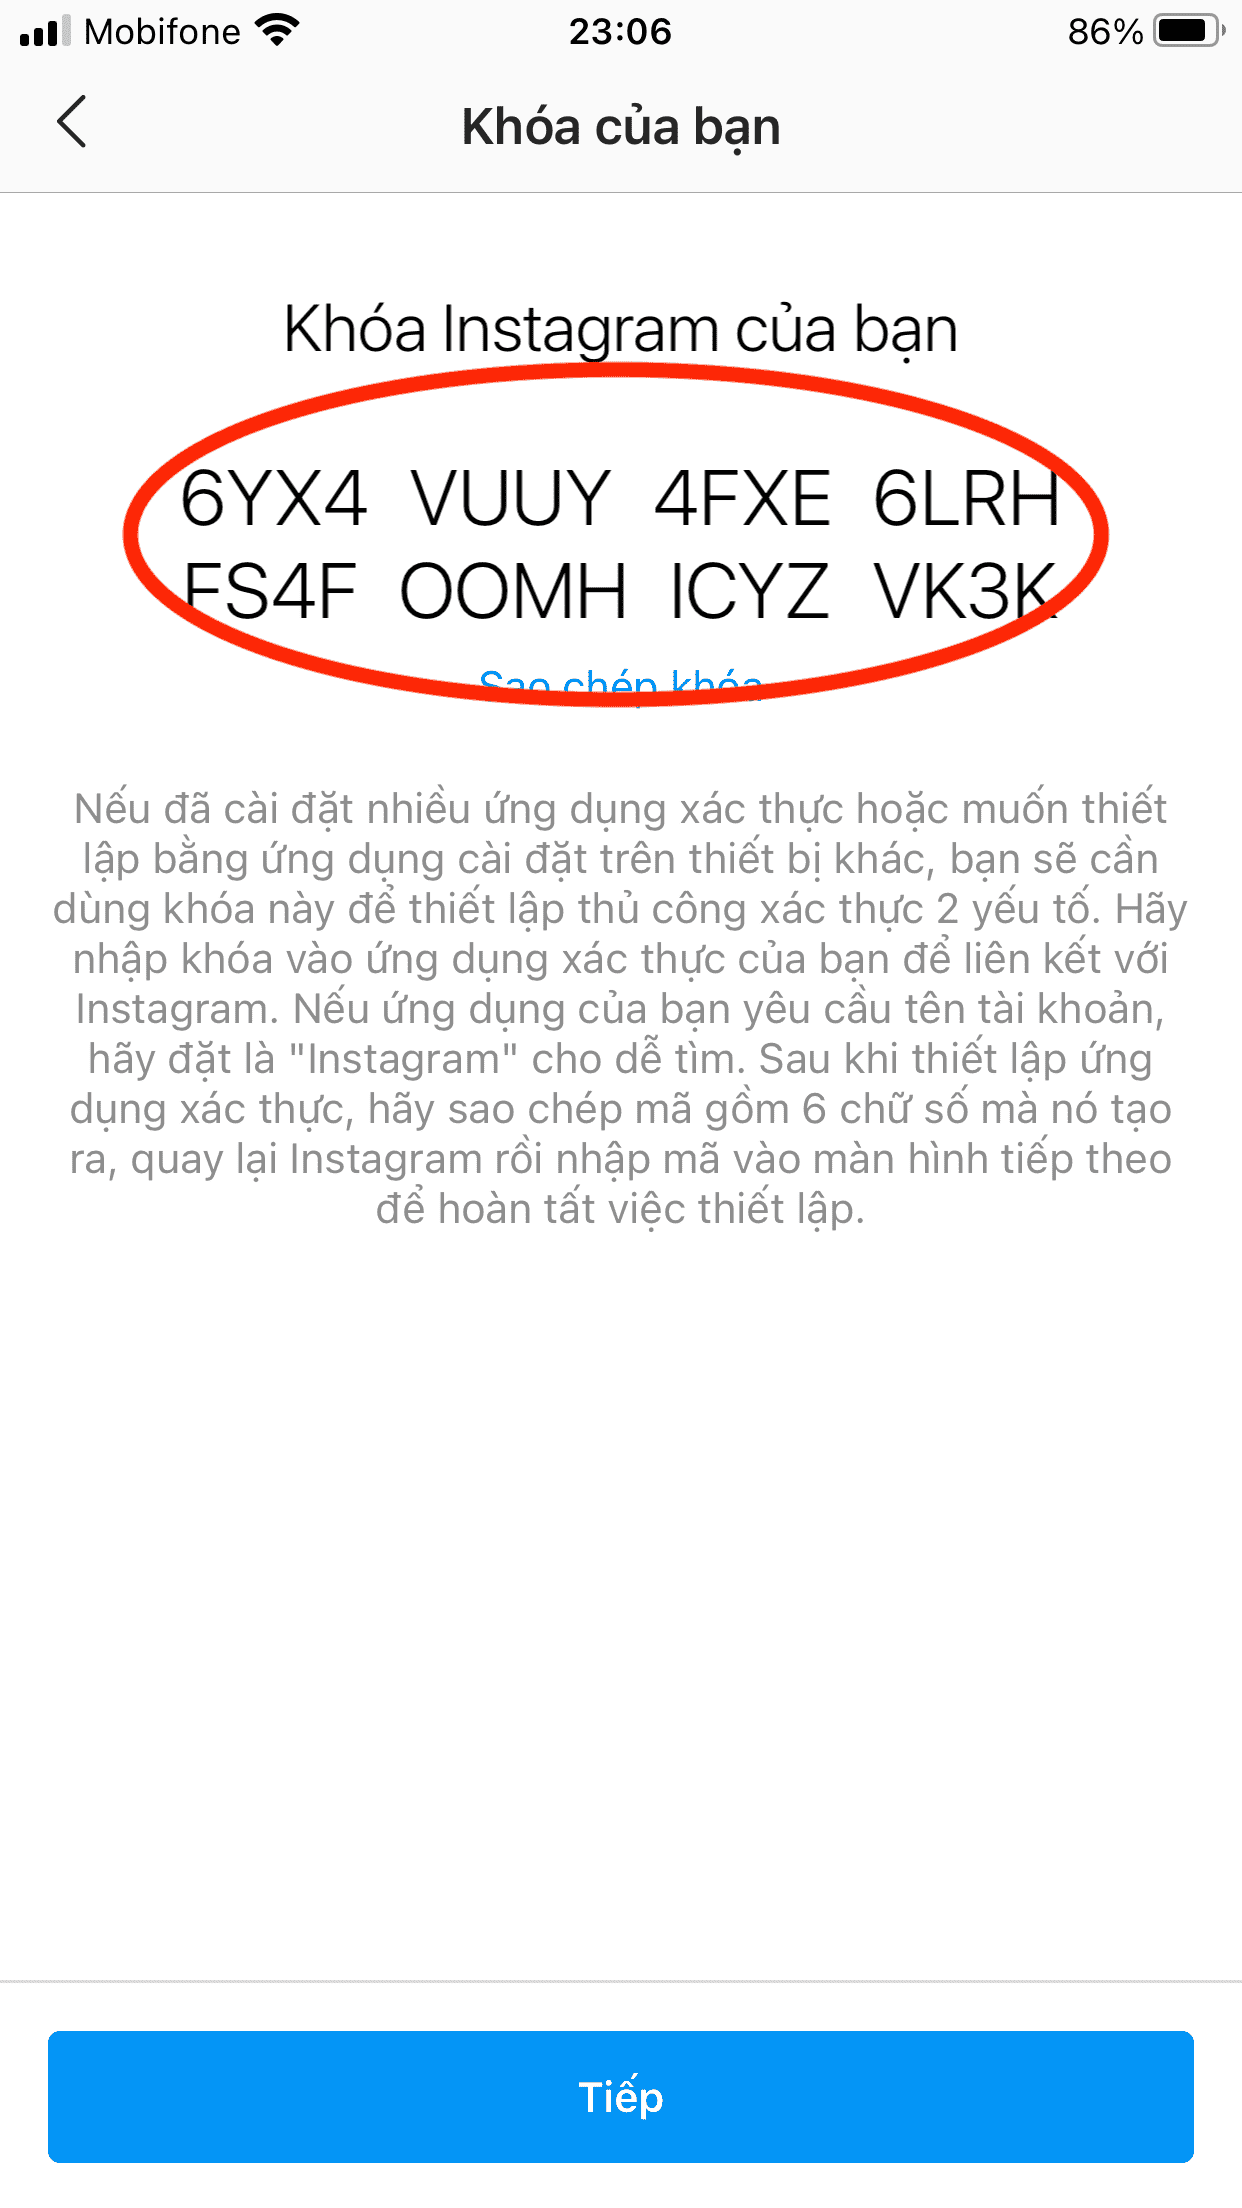 Mobifone 23:06 86%
Khóa của bạn
Khóa Instagram của bạn
6YX4 VUUY 4FXE 6LRH
FS4F OOMH ICYZ VK3K
Sao chép khóa
Nếu đã cài đặt nhiều ứng dụng xác thực hoặc muốn thiết
lập bằng ứng dụng cài đặt trên thiết bị khác, bạn sẽ cần
dùng khóa này để thiết lập thủ công xác thực 2 yếu tố. Hãy
nhập khóa vào ứng dụng xác thực của bạn để liên kết với
Instagram. Nếu ứng dụng của bạn yêu cầu tên tài khoản,
hãy đặt là "Instagram" cho dễ tìm. Sau khi thiết lập ứng
dụng xác thực, hãy sao chép mã gồm 6 chữ số mà nó tạo
ra, quay lại Instagram rồi nhập mã vào màn hình tiếp theo
để hoàn tất việc thiết lập.
Tiếp